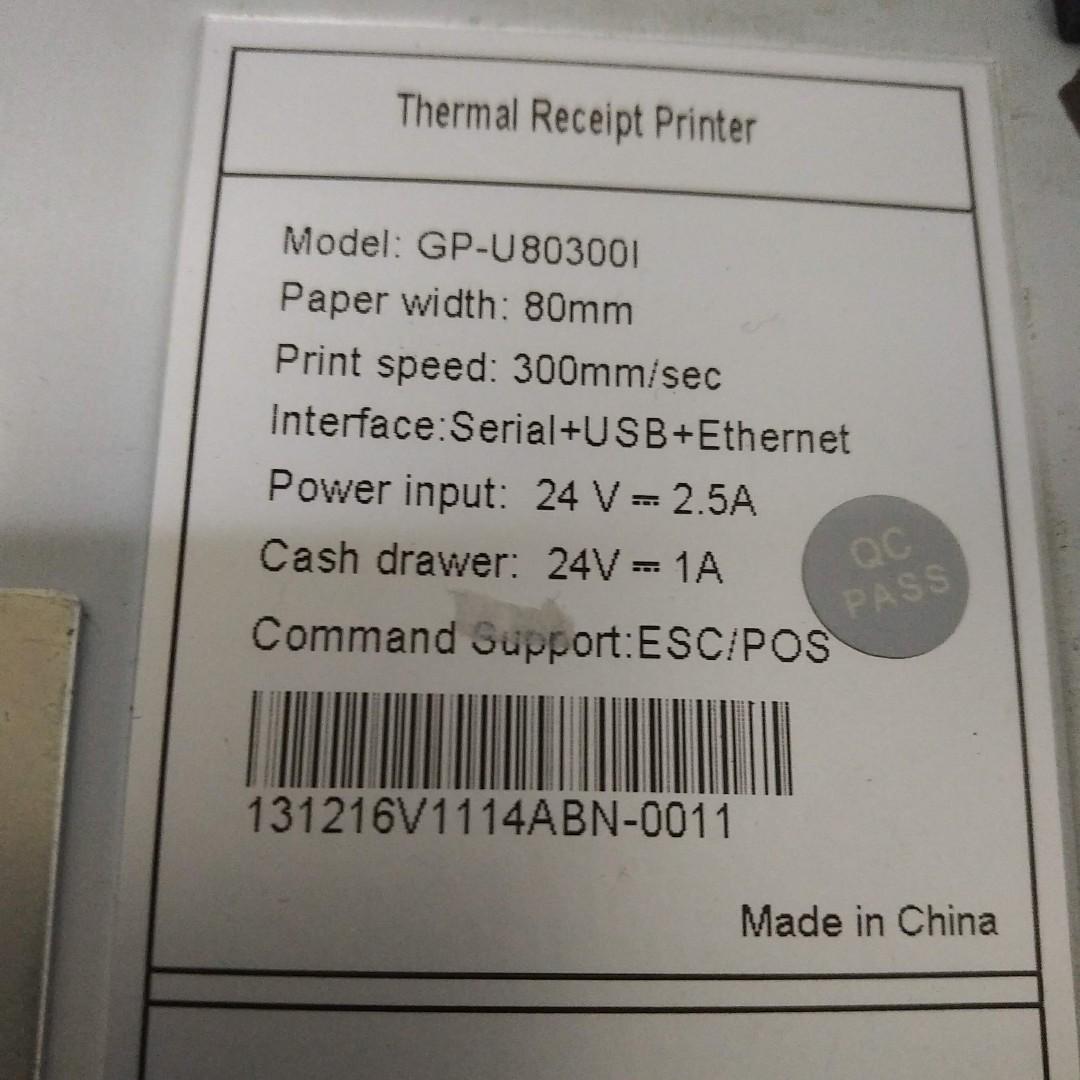 Thermal Receipt Printer
Model: GP-U80300I
Paper width: 80mm
Print speed: 300mm/sec
Interface:Serial+USB+Ethernet
Power input: 24 V ⎓ 2.5A
Cash drawer: 24V ⎓ 1A
QC
PASS
Command Support:ESC/POS
131216V1114ABN-0011
Made in China